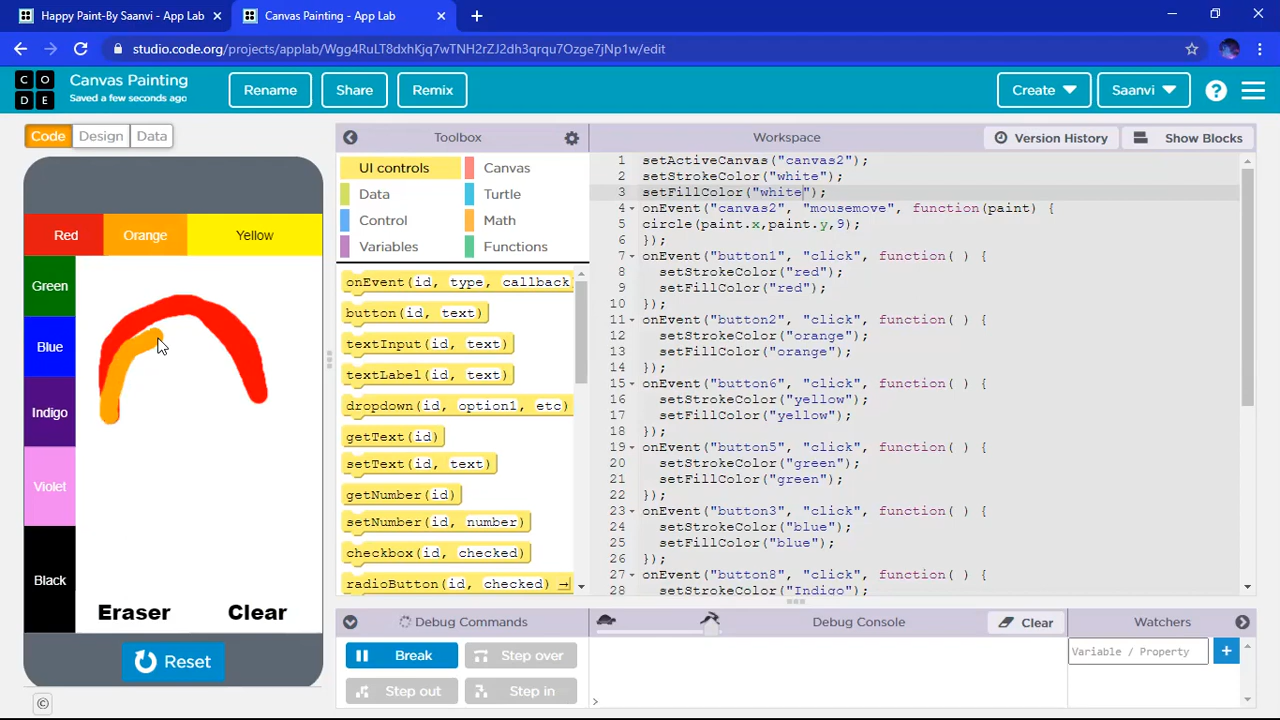 Happy Paint-By Saanvi - App Lab
Canvas Painting - App Lab
studio.code.org/projects/applab/Wgg4RuLT8dxhKjq7wTNH2rZJ2dh3qrqu7Ozge7jNp1w/edit
C O
D E
Canvas Painting
Saved a few seconds ago
Rename
Share
Remix
Create
Saanvi
?
Code
Design
Data
Toolbox
Workspace
Version History
Show Blocks
Red
Orange
Yellow
Green
Blue
Indigo
Violet
Black
Eraser
Clear
Reset
©
UI controls
Canvas
Data
Turtle
Control
Math
Variables
Functions
onEvent(id, type, callback
button(id, text)
textInput(id, text)
textLabel(id, text)
dropdown(id, option1, etc)
getText(id)
setText(id, text)
getNumber(id)
setNumber(id, number)
checkbox(id, checked)
radioButton(id, checked)
1 setActiveCanvas("canvas2");
2 setStrokeColor("white");
3 setFillColor("white");
4 onEvent("canvas2", "mousemove", function(paint) {
5 circle(paint.x,paint.y,9);
6 });
7 onEvent("button1", "click", function( ) {
8 setStrokeColor("red");
9 setFillColor("red");
10 });
11 onEvent("button2", "click", function( ) {
12 setStrokeColor("orange");
13 setFillColor("orange");
14 });
15 onEvent("button6", "click", function( ) {
16 setStrokeColor("yellow");
17 setFillColor("yellow");
18 });
19 onEvent("button5", "click", function( ) {
20 setStrokeColor("green");
21 setFillColor("green");
22 });
23 onEvent("button3", "click", function( ) {
24 setStrokeColor("blue");
25 setFillColor("blue");
26 });
27 onEvent("button8", "click", function( ) {
28 setStrokeColor("Indigo");
Debug Commands
Debug Console
Clear
Watchers
Break
Step over
Step out
Step in
Variable / Property
+
>